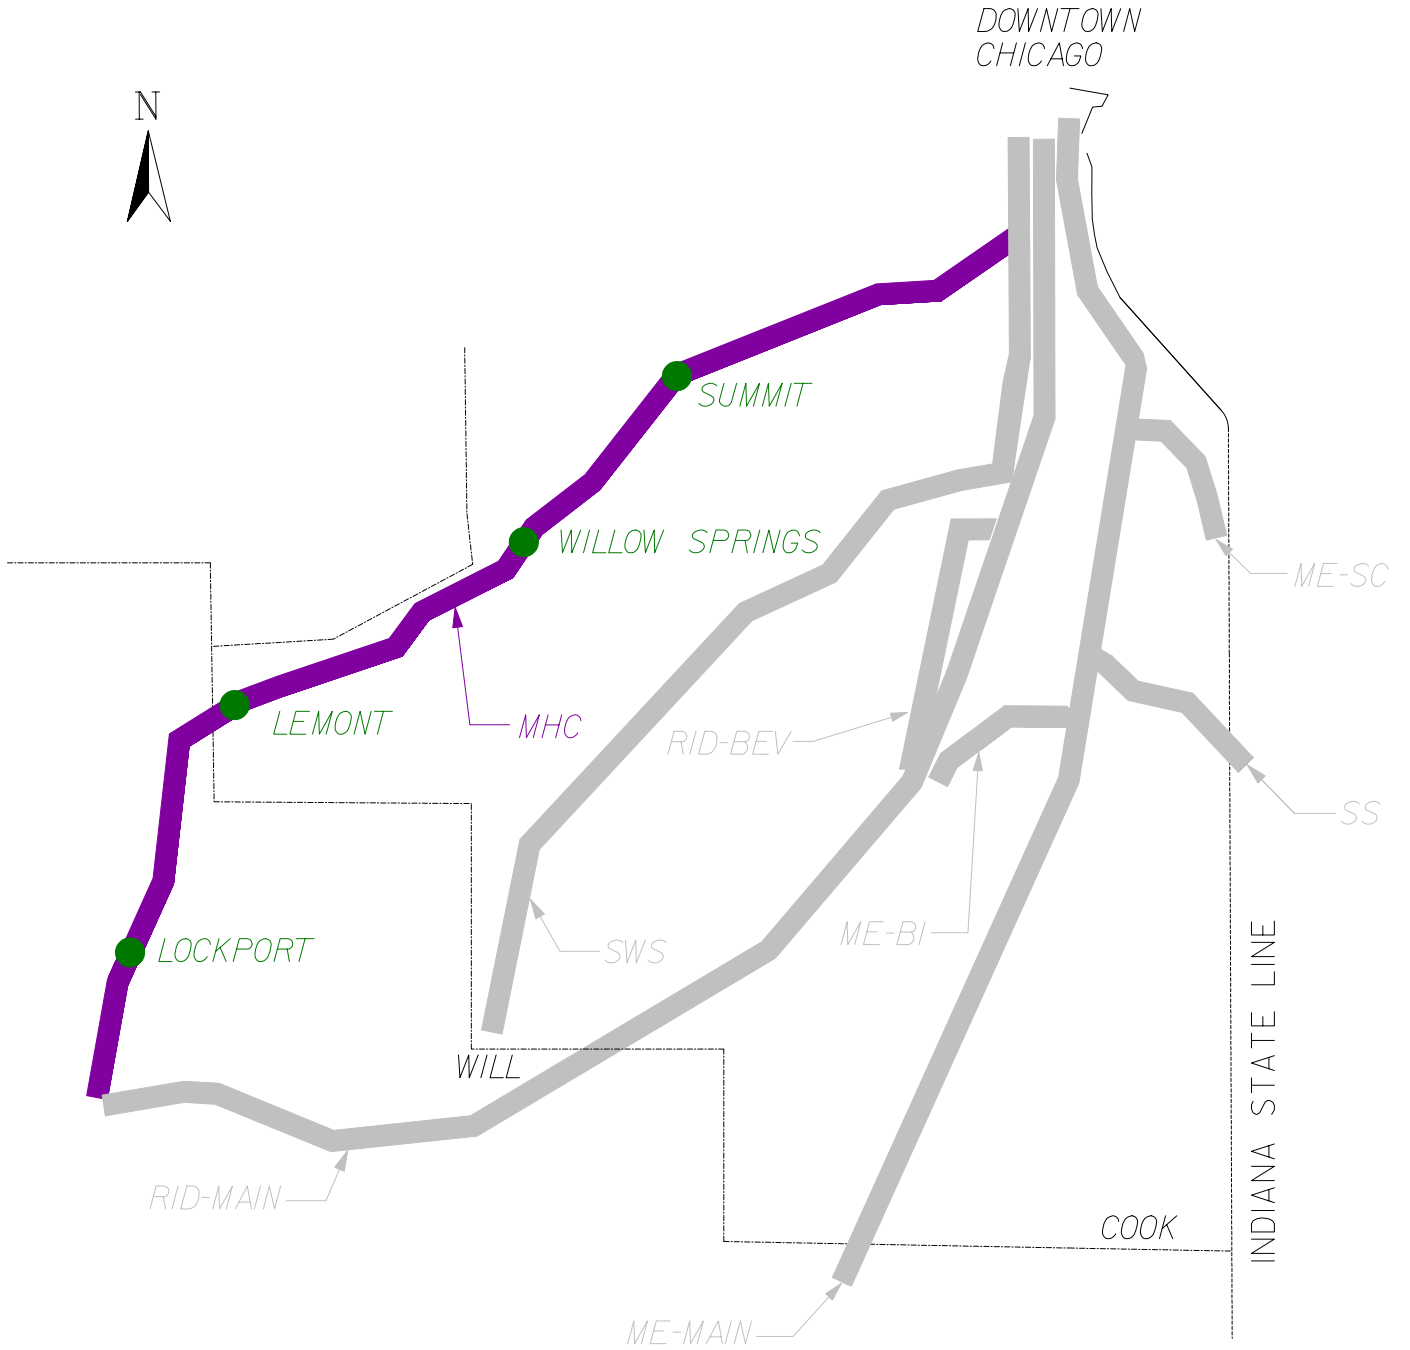 DOWNTOWN
CHICAGO
N
SUMMIT
WILLOW SPRINGS
ME-SC
LEMONT
MHC
RID-BEV
SS
ME-BI
LOCKPORT
SWS
INDIANA STATE LINE
WILL
RID-MAIN
COOK
ME-MAIN